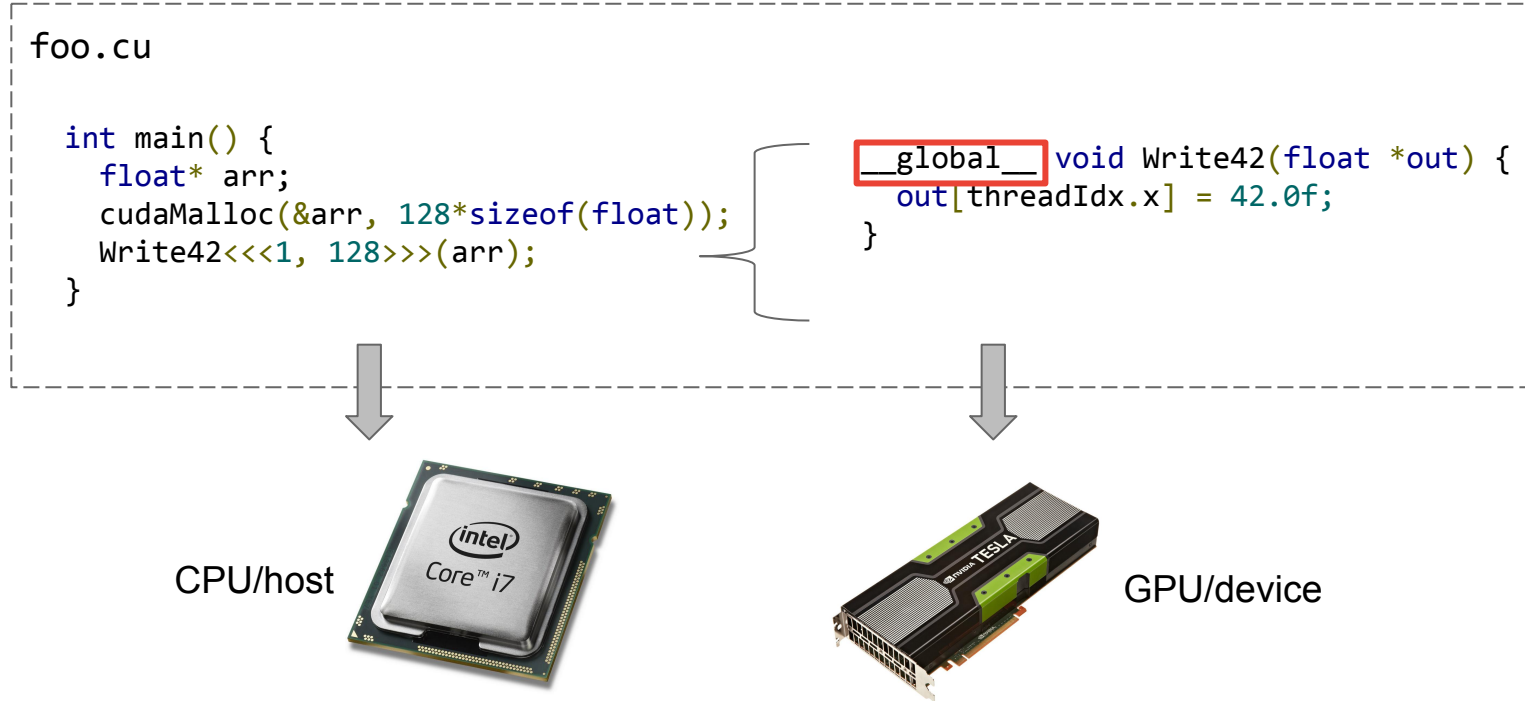 foo.cu
int main() {
  float* arr;
  cudaMalloc(&arr, 128*sizeof(float));
  Write42<<<1, 128>>>(arr);
}
__global__ void Write42(float *out) {
  out[threadIdx.x] = 42.0f;
}
CPU/host
intel
Core™ i7
NVIDIA TESLA
GPU/device